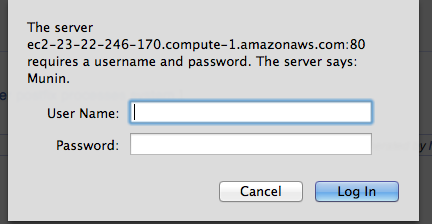 The server
ec2-23-22-246-170.compute-1.amazonaws.com:80
requires a username and password. The server says:
Munin.
User Name:
Password:
Cancel
Log In